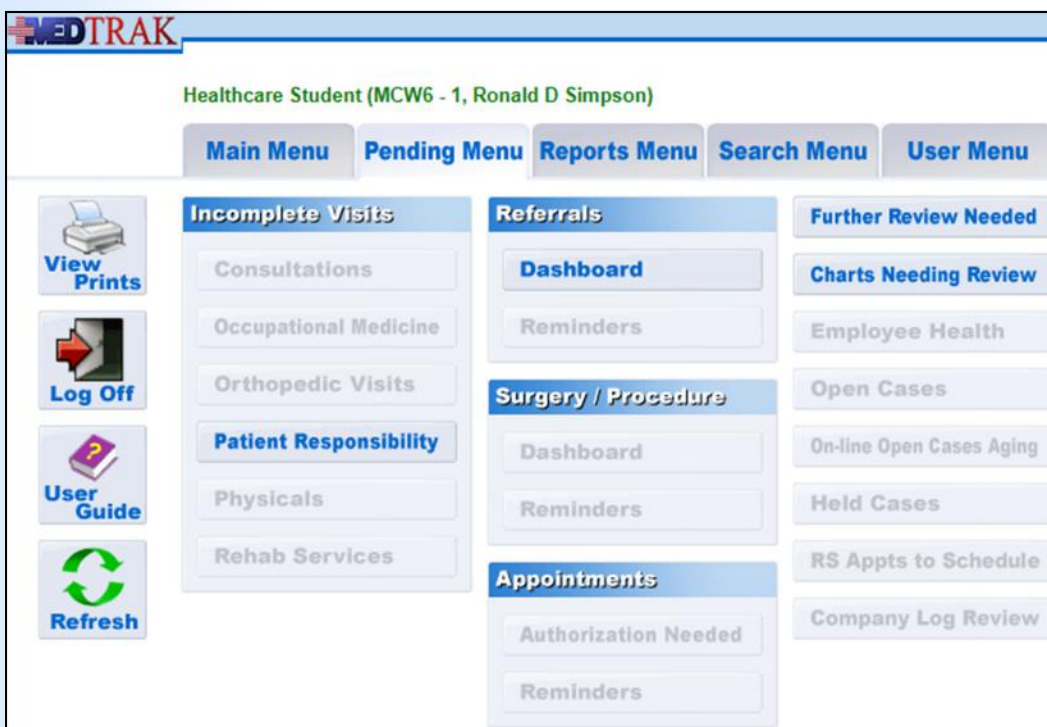 MEDTRAK
Healthcare Student (MCW6 - 1, Ronald D Simpson)
Main Menu
Pending Menu
Reports Menu
Search Menu
User Menu
View
Prints
Log Off
User
Guide
Refresh
Incomplete Visits
Consultations
Occupational Medicine
Orthopedic Visits
Patient Responsibility
Physicals
Rehab Services
Referrals
Dashboard
Reminders
Surgery / Procedure
Dashboard
Reminders
Appointments
Authorization Needed
Reminders
Further Review Needed
Charts Needing Review
Employee Health
Open Cases
On-line Open Cases Aging
Held Cases
RS Appts to Schedule
Company Log Review